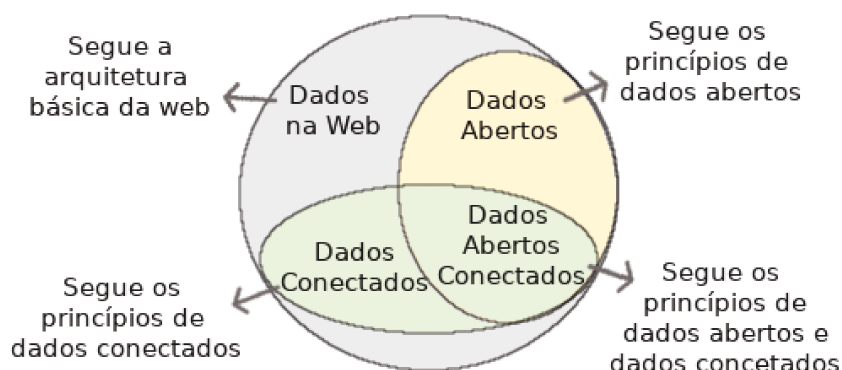 Segue a
arquitetura
básica da web
Dados
na Web
Dados
Abertos
Segue os
princípios de
dados abertos
Dados
Conectados
Dados
Abertos
Conectados
Segue os
princípios de
dados conectados
Segue os
princípios de
dados abertos e
dados concetados